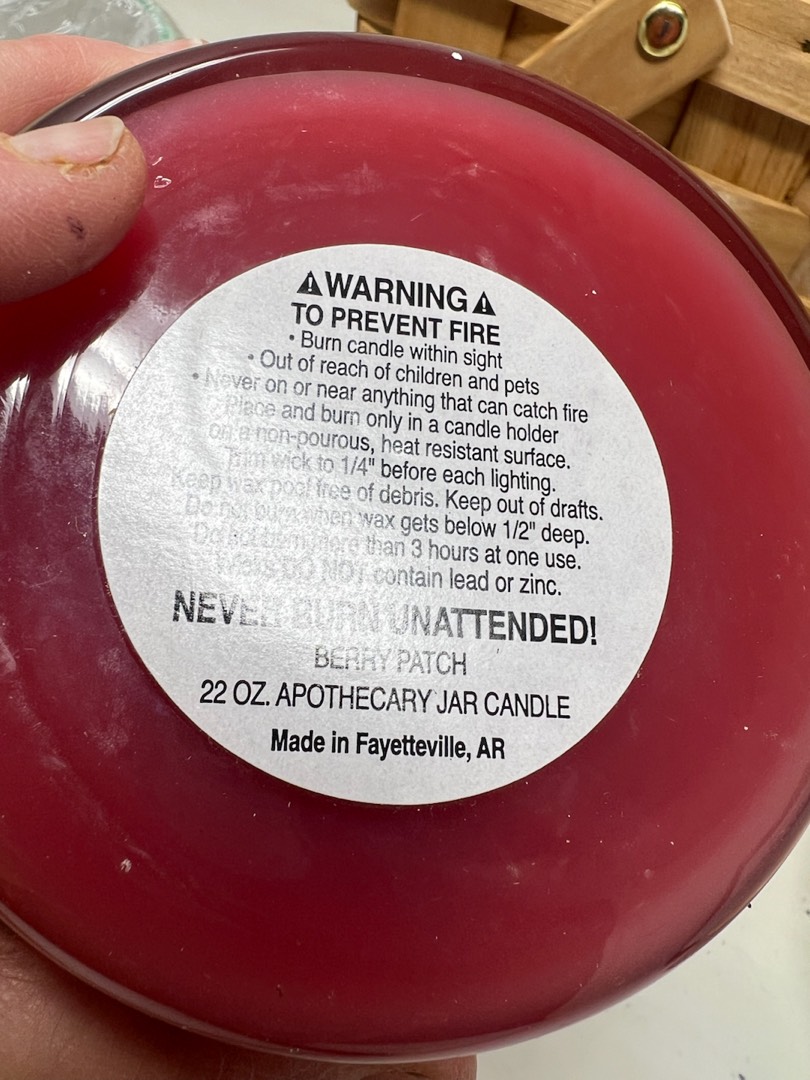 ⚠WARNING⚠
TO PREVENT FIRE
• Burn candle within sight
• Out of reach of children and pets
• Never on or near anything that can catch fire
Place and burn only in a candle holder
on a non-pourous, heat resistant surface.
Trim wick to 1/4" before each lighting.
Keep wax pool free of debris. Keep out of drafts.
Do not burn when wax gets below 1/2" deep.
Do not burn more than 3 hours at one use.
Wicks DO NOT contain lead or zinc.
NEVER BURN UNATTENDED!
BERRY PATCH
22 OZ. APOTHECARY JAR CANDLE
Made in Fayetteville, AR